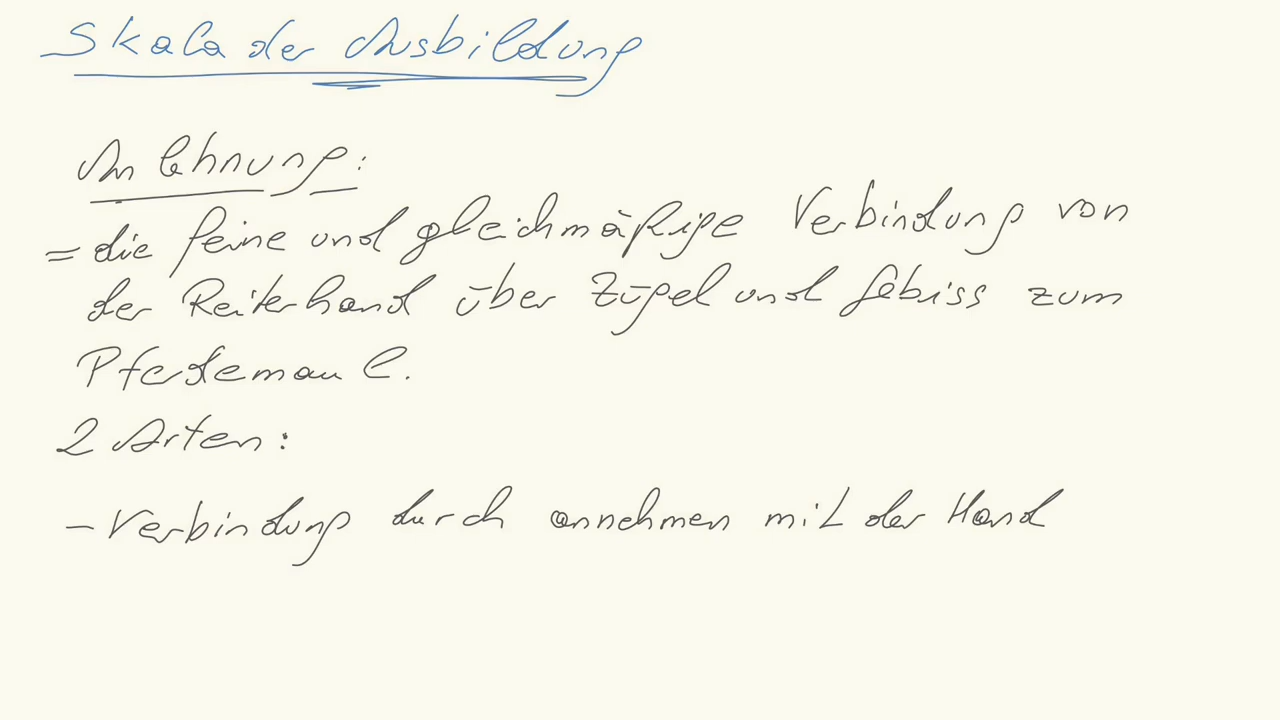 Skala der Ausbildung
Anlehnung:
= die feine und gleichmäßige Verbindung von
der Reiterhand über Zügel und Gebiss zum
Pferdemaul.
2 Arten:
- Verbindung durch annehmen mit der Hand